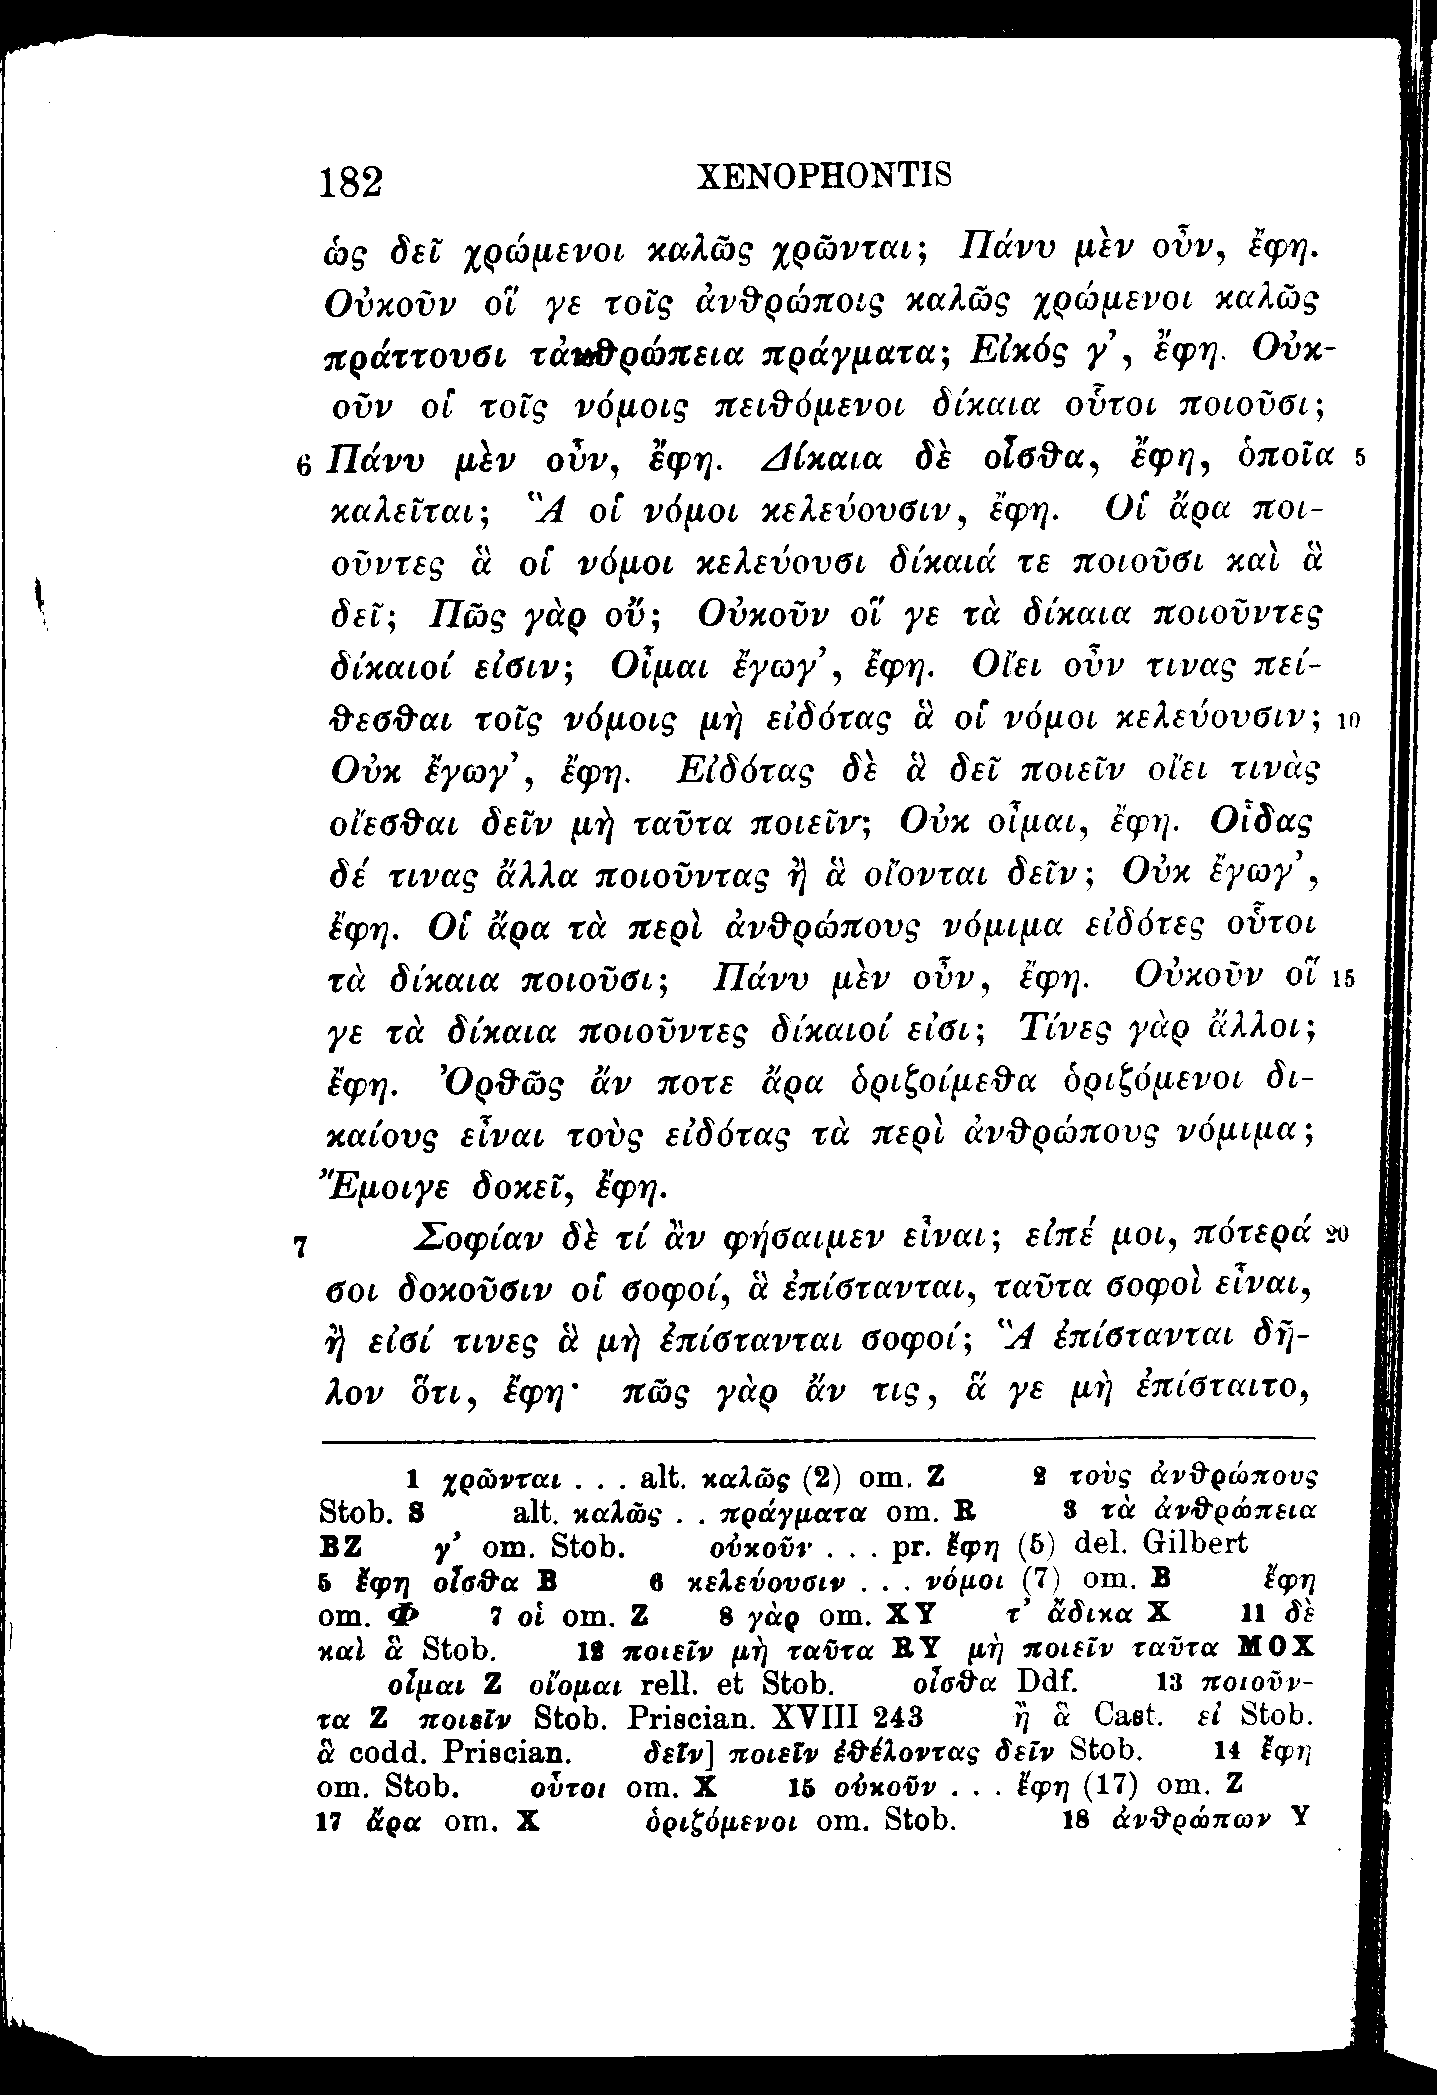 182 XENOPHONTIS
ὡς δεῖ χρώμενοι καλῶς χρῶνται; Πάνυ μὲν οὖν, ἔφη.
Οὐκοῦν οἵ γε τοῖς ἀνθρώποις καλῶς χρώμενοι καλῶς
πράττουσι τἀνθρώπεια πράγματα; Εἰκός γ’, ἔφη. Οὐκ-
οῦν οἱ τοῖς νόμοις πειθόμενοι δίκαια οὗτοι ποιοῦσι;
6 Πάνυ μὲν οὖν, ἔφη. Δίκαια δὲ οἶσθα, ἔφη, ὁποῖα 5
καλεῖται; Ἃ οἱ νόμοι κελεύουσιν, ἔφη. Οἱ ἄρα ποι-
οῦντες ἃ οἱ νόμοι κελεύουσι δίκαιά τε ποιοῦσι καὶ ἃ
δεῖ; Πῶς γὰρ οὔ; Οὐκοῦν οἵ γε τὰ δίκαια ποιοῦντες
δίκαιοί εἰσιν; Οἶμαι ἔγωγ’, ἔφη. Οἴει οὖν τινας πεί-
θεσθαι τοῖς νόμοις μὴ εἰδότας ἃ οἱ νόμοι κελεύουσιν; 10
Οὐκ ἔγωγ’, ἔφη. Εἰδότας δὲ ἃ δεῖ ποιεῖν οἴει τινὰς
οἴεσθαι δεῖν μὴ ταῦτα ποιεῖν; Οὐκ οἶμαι, ἔφη. Οἶδας
δέ τινας ἄλλα ποιοῦντας ἢ ἃ οἴονται δεῖν; Οὐκ ἔγωγ’,
ἔφη. Οἱ ἄρα τὰ περὶ ἀνθρώπους νόμιμα εἰδότες οὗτοι
τὰ δίκαια ποιοῦσι; Πάνυ μὲν οὖν, ἔφη. Οὐκοῦν οἵ 15
γε τὰ δίκαια ποιοῦντες δίκαιοί εἰσι; Τίνες γὰρ ἄλλοι;
ἔφη. Ὀρθῶς ἄν ποτε ἄρα ὁριζοίμεθα ὁριζόμενοι δι-
καίους εἶναι τοὺς εἰδότας τὰ περὶ ἀνθρώπους νόμιμα;
Ἔμοιγε δοκεῖ, ἔφη.
7 Σοφίαν δὲ τί ἂν φήσαιμεν εἶναι; εἰπέ μοι, πότερά 20
σοι δοκοῦσιν οἱ σοφοί, ἃ ἐπίστανται, ταῦτα σοφοὶ εἶναι,
ἢ εἰσί τινες ἃ μὴ ἐπίστανται σοφοί; Ἃ ἐπίστανται δῆ-
λον ὅτι, ἔφη· πῶς γὰρ ἄν τις, ἅ γε μὴ ἐπίσταιτο,
1 χρῶνται . . . alt. καλῶς (2) om. Z 2 τοὺς ἀνθρώπους
Stob. S alt. καλῶς . . πράγματα om. R 3 τὰ ἀνθρώπεια
BZ γ’ om. Stob. οὐκοῦν . . . pr. ἔφη (5) del. Gilbert
5 ἔφη οἶσθα B 6 κελεύουσιν . . . νόμοι (7) om. B ἔφη
om. Φ 7 οἱ om. Z 8 γὰρ om. XY τ’ ἄδικα X 11 δὲ
καὶ ἃ Stob. 12 ποιεῖν μὴ ταῦτα RY μὴ ποιεῖν ταῦτα MOX
οἶμαι Z οἴομαι rell. et Stob. οἶσθα Ddf. 13 ποιοῦν-
τα Z ποιεῖν Stob. Priscian. XVIII 243 ἢ ἃ Cast. εἰ Stob.
ἃ codd. Priscian. δεῖν] ποιεῖν ἐθέλοντας δεῖν Stob. 14 ἔφη
om. Stob. οὗτοι om. X 15 οὐκοῦν . . . ἔφη (17) om. Z
17 ἄρα om. X ὁριζόμενοι om. Stob. 18 ἀνθρώπων Y